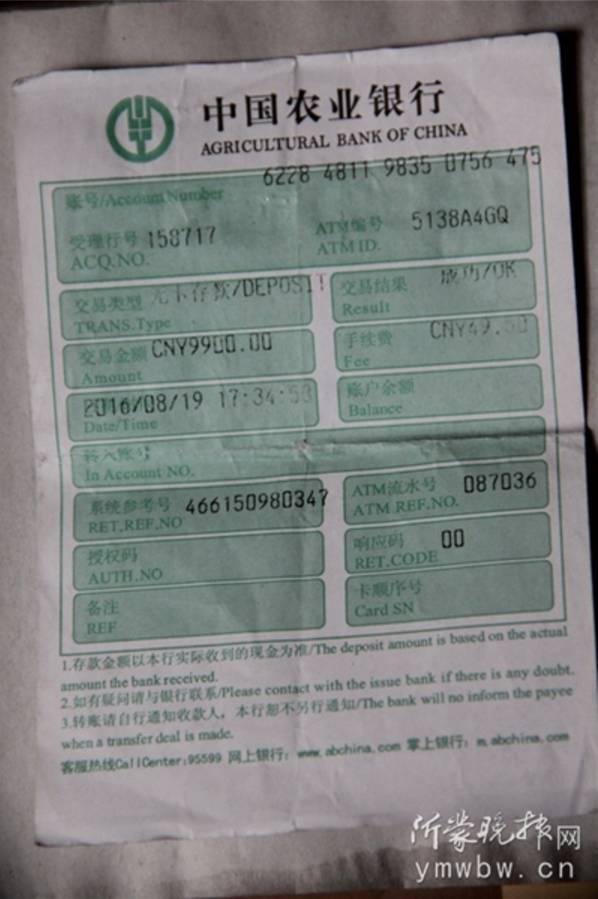 中国农业银行
AGRICULTURAL BANK OF CHINA
6228 4811 9835 0756 475
账号/Account Number
受理行号 158717
ACQ.NO.
ATM编号 5138A4GQ
ATM ID.
交易类型 无卡存款/DEPOSIT
TRANS.Type
交易结果 成功/OK
Result
交易金额 CNY9900.00
Amount
手续费 CNY49.50
Fee
2016/08/19 17:34:53
Date/Time
账户余额
Balance
转入账号
In Account NO.
系统参考号 466150980347
RET.REF.NO
ATM流水号 087036
ATM REF.NO.
授权码
AUTH.NO
响应码 00
RET.CODE
备注
REF
卡顺序号
Card SN
1.存款金额以本行实际收到的现金为准/The deposit amount is based on the actual
amount the bank received.
2.如有疑问请与银行联系/Please contact with the issue bank if there is any doubt.
3.转账请自行通知收款人，本行恕不另行通知/The bank will no inform the payee
when a transfer deal is made.
客服热线CallCenter:95599 网上银行：www.abchina.com 掌上银行：m.abchina.com
沂蒙晚报网
ymwbw.cn